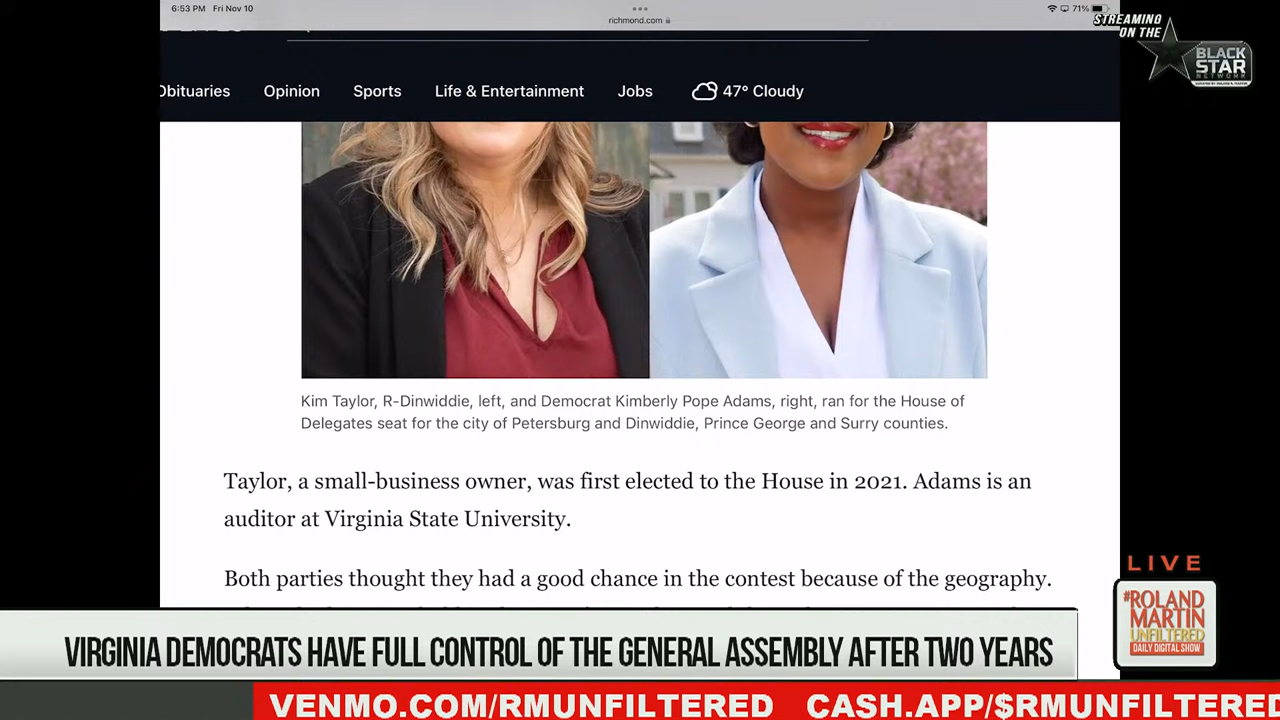 6:53 PM Fri Nov 10
richmond.com
71%
STREAMING
ON THE
BLACK
STAR
NETWORK
Obituaries Opinion Sports Life & Entertainment Jobs 47° Cloudy
Kim Taylor, R-Dinwiddie, left, and Democrat Kimberly Pope Adams, right, ran for the House of
Delegates seat for the city of Petersburg and Dinwiddie, Prince George and Surry counties.
Taylor, a small-business owner, was first elected to the House in 2021. Adams is an
auditor at Virginia State University.
Both parties thought they had a good chance in the contest because of the geography.
LIVE
#ROLAND
MARTIN
UNFILTERED
DAILY DIGITAL SHOW
VIRGINIA DEMOCRATS HAVE FULL CONTROL OF THE GENERAL ASSEMBLY AFTER TWO YEARS
VENMO.COM/RMUNFILTERED CASH.APP/$RMUNFILTERED